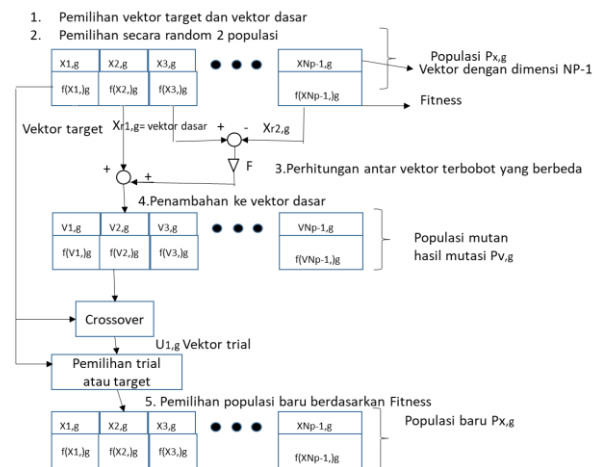 1. Pemilihan vektor target dan vektor dasar
2. Pemilihan secara random 2 populasi
X1,g X2,g X3,g XNp-1,g
f(X1,)g f(X2,)g f(X3,)g f(XNp-1,)g
Populasi Px,g
Vektor dengan dimensi NP-1
Fitness
Vektor target Xr1,g= vektor dasar + - Xr2,g
F 3.Perhitungan antar vektor terbobot yang berbeda
+ +
4.Penambahan ke vektor dasar
V1,g V2,g V3,g VNp-1,g
f(V1,)g f(V2,)g f(V3,)g f(VNp-1,)g
Populasi mutan
hasil mutasi Pv,g
Crossover
U1,g Vektor trial
Pemilihan trial
atau target
5. Pemilihan populasi baru berdasarkan Fitness
X1,g X2,g X3,g XNp-1,g
f(X1,)g f(X2,)g f(X3,)g f(XNp-1,)g
Populasi baru Px,g